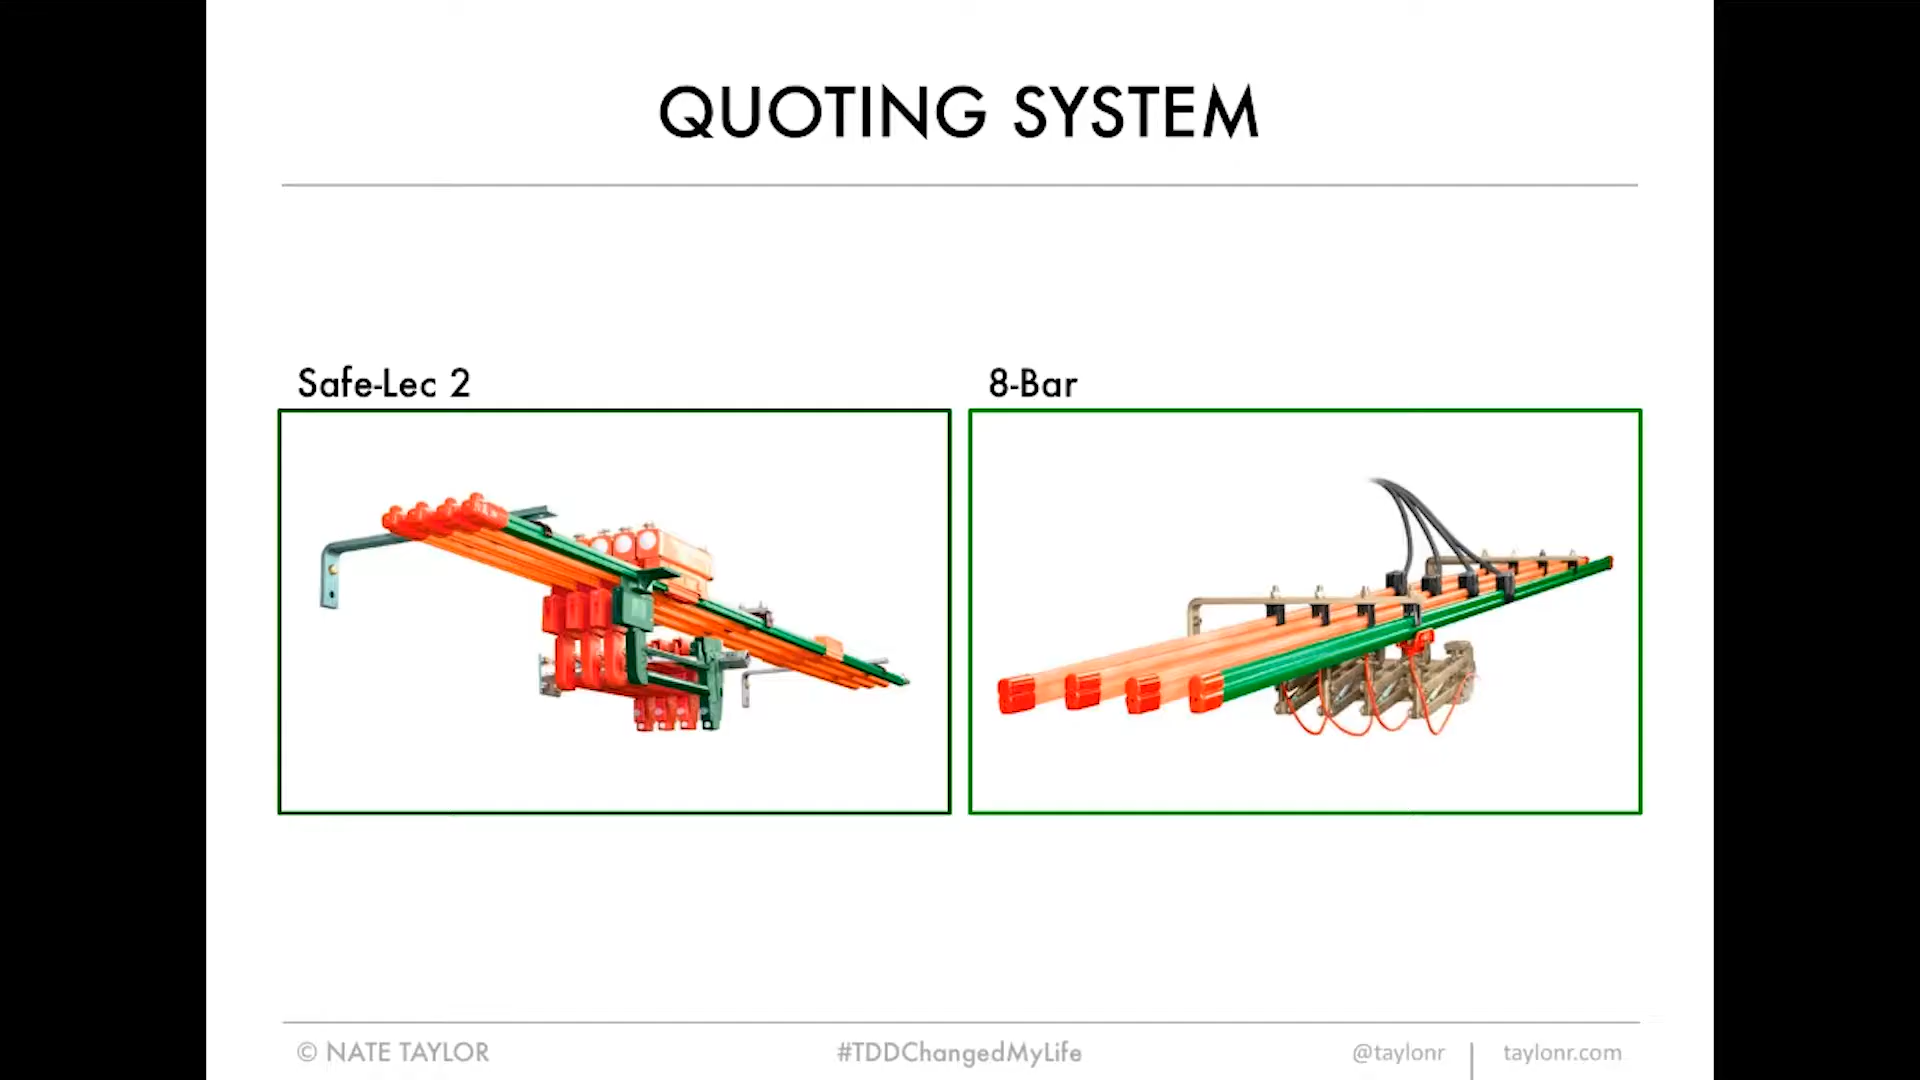 QUOTING SYSTEM
Safe-Lec 2
8-Bar
© NATE TAYLOR
#TDDChangedMyLife
@taylonr
taylonr.com